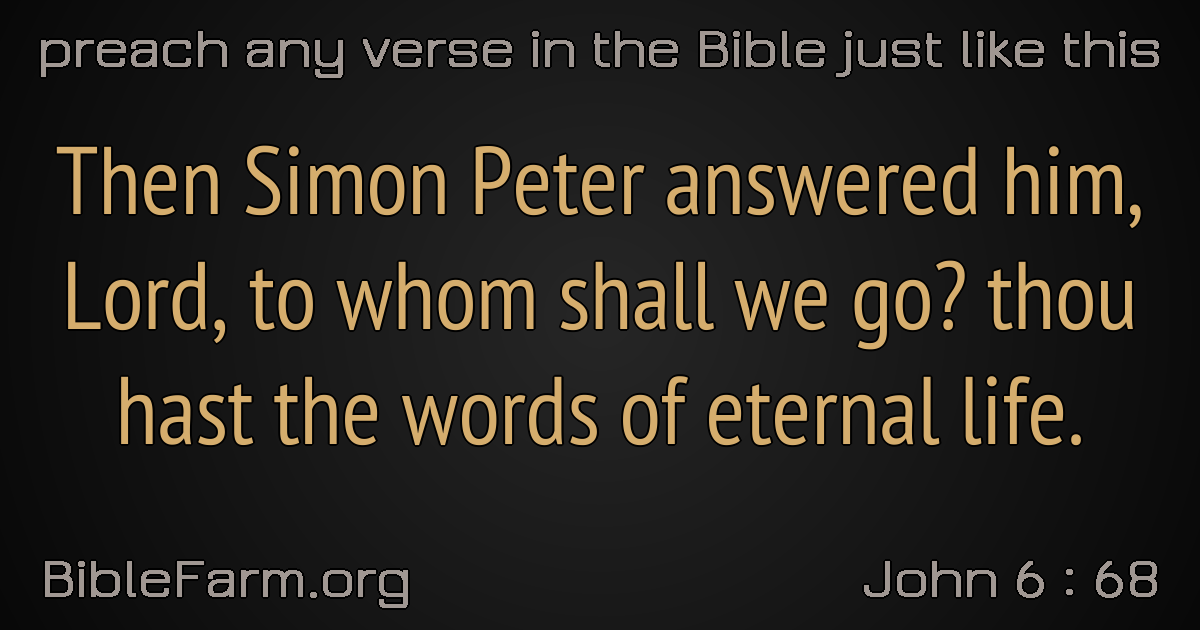 preach any verse in the Bible just like this
Then Simon Peter answered him,
Lord, to whom shall we go? thou
hast the words of eternal life.
BibleFarm.org
John 6 : 68